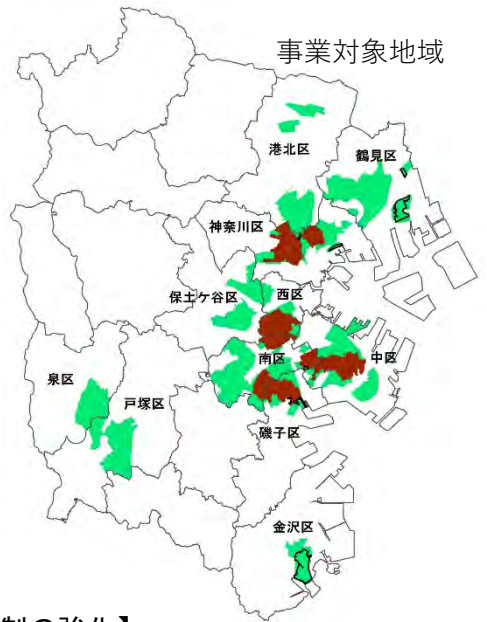 事業対象地域
港北区
鶴見区
神奈川区
保土ケ谷区
西区
南区
中区
泉区
戸塚区
磯子区
金沢区
制の強化】